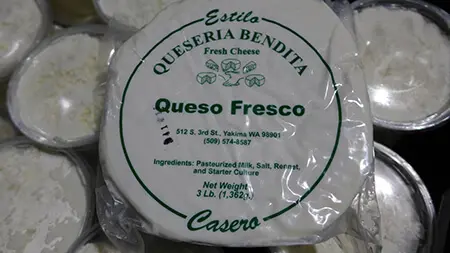 Estilo
QUESERIA BENDITA
Fresh Cheese
Queso Fresco
512 S. 3rd St., Yakima WA 98901
(509) 574-8587
Ingredients: Pasteurized Milk, Salt, Rennet,
and Starter Culture
Net Weight
3 Lb. (1,362g.)
Casero